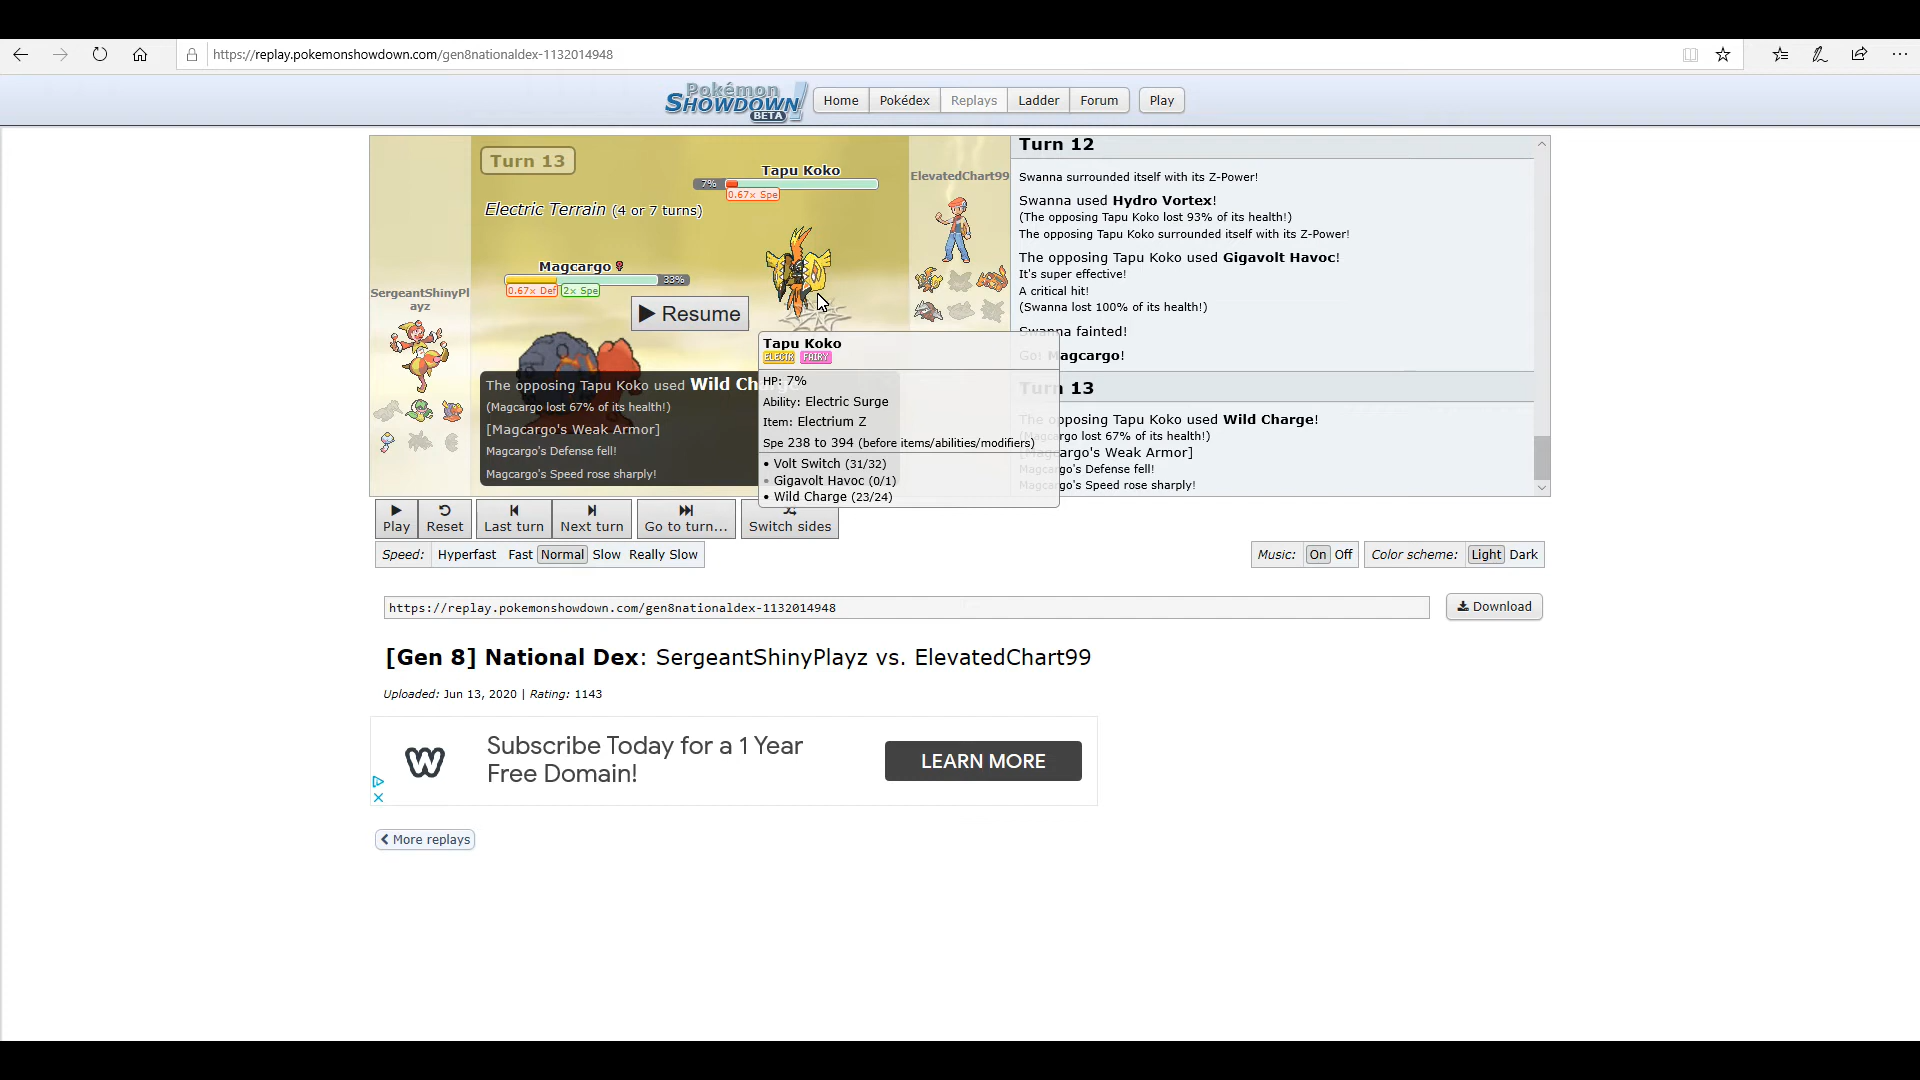 https://replay.pokemonshowdown.com/gen8nationaldex-1132014948
Pokémon
SHOWDOWN!
BETA
Home
Pokédex
Replays
Ladder
Forum
Play
Turn 13
Electric Terrain (4 or 7 turns)
Tapu Koko
7%
0.67× Spe
Magcargo
33%
0.67× Def
2× Spe
SergeantShinyPl
ayz
ElevatedChart99
Resume
The opposing Tapu Koko used Wild Ch
(Magcargo lost 67% of its health!)
[Magcargo's Weak Armor]
Magcargo's Defense fell!
Magcargo's Speed rose sharply!
Tapu Koko
ELECTR FAIRY
HP: 7%
Ability: Electric Surge
Item: Electrium Z
Spe 238 to 394 (before items/abilities/modifiers)
• Volt Switch (31/32)
• Gigavolt Havoc (0/1)
• Wild Charge (23/24)
Turn 12
Swanna surrounded itself with its Z-Power!
Swanna used Hydro Vortex!
(The opposing Tapu Koko lost 93% of its health!)
The opposing Tapu Koko surrounded itself with its Z-Power!
The opposing Tapu Koko used Gigavolt Havoc!
It's super effective!
A critical hit!
(Swanna lost 100% of its health!)
Swanna fainted!
Go! Magcargo!
Turn 13
The opposing Tapu Koko used Wild Charge!
(Magcargo lost 67% of its health!)
[Magcargo's Weak Armor]
Magcargo's Defense fell!
Magcargo's Speed rose sharply!
Play
Reset
Last turn
Next turn
Go to turn...
Switch sides
Speed: Hyperfast Fast Normal Slow Really Slow
Music: On Off
Color scheme: Light Dark
https://replay.pokemonshowdown.com/gen8nationaldex-1132014948
Download
[Gen 8] National Dex: SergeantShinyPlayz vs. ElevatedChart99
Uploaded: Jun 13, 2020 | Rating: 1143
W
Subscribe Today for a 1 Year
Free Domain!
LEARN MORE
More replays